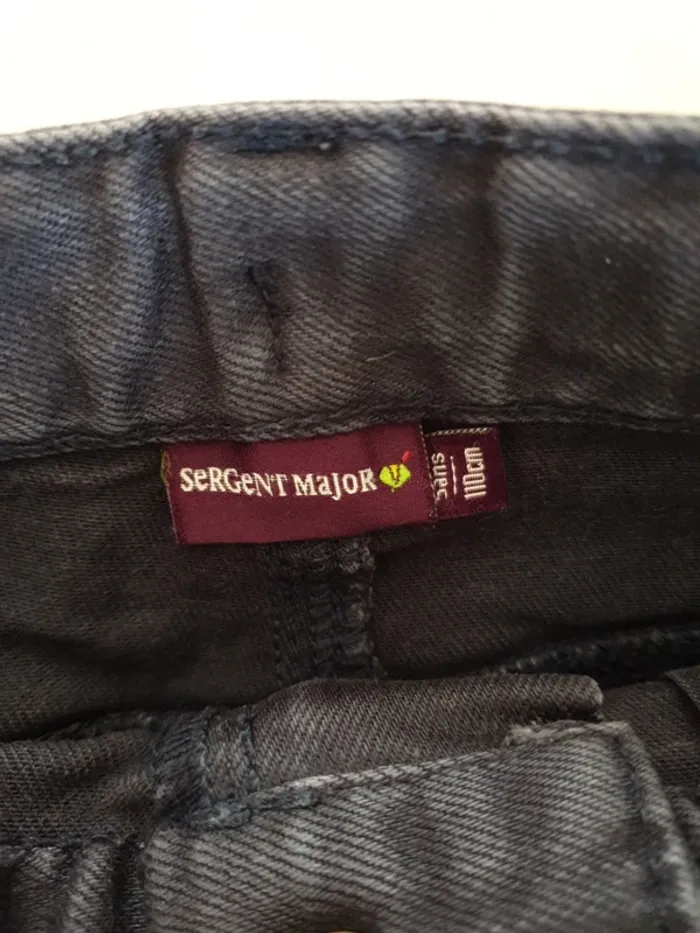 SeRGeNT MaJoR
5ans
110cm